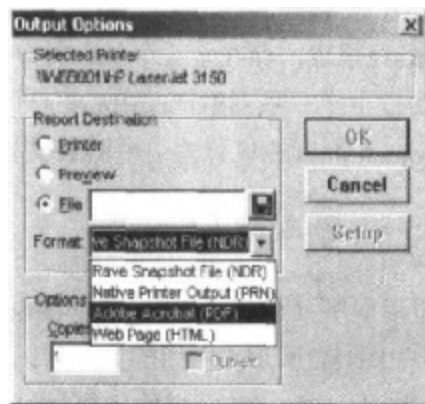 Output Options
Selected Printer
\\WEB001\HP LaserJet 3150
Report Destination
Printer
Preview
File
Format: ve Snapshot File (NDR)
Rave Snapshot File (NDR)
Native Printer Output (PRN)
Adobe Acrobat (PDF)
Web Page (HTML)
Options
Copies
OK
Cancel
Setup